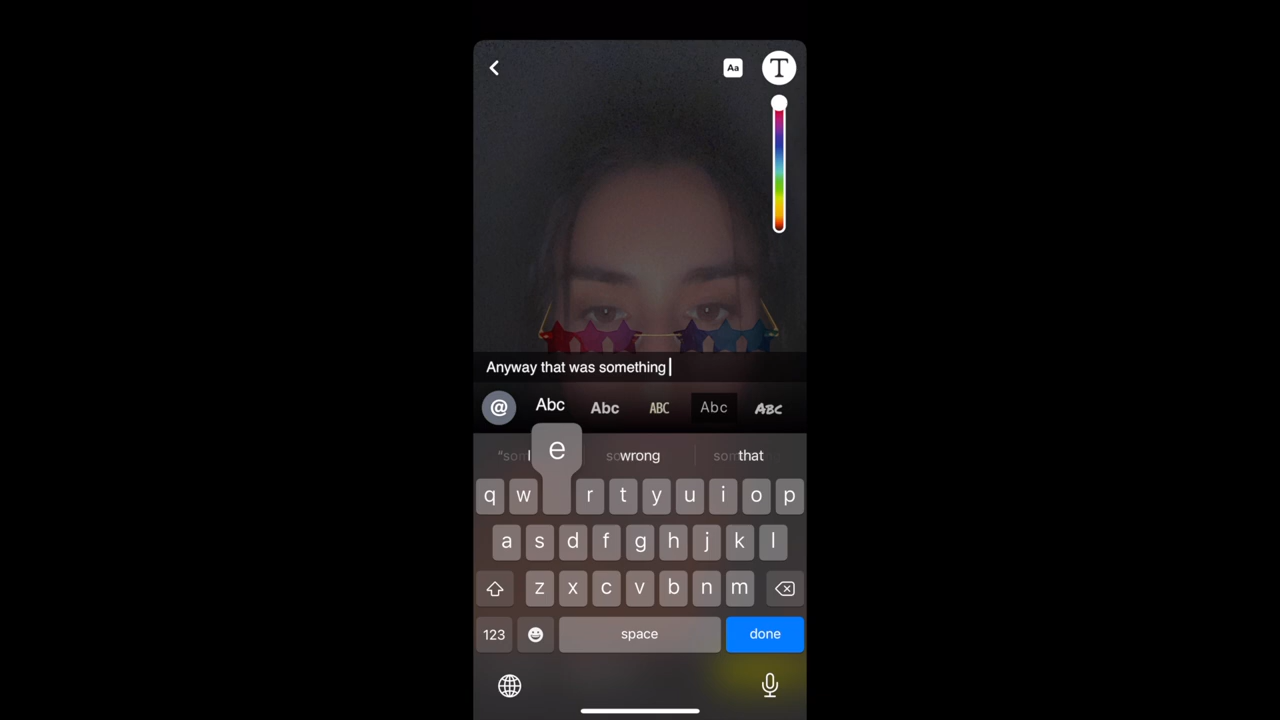 Aa T
Anyway that was something
@ Abc Abc ABC Abc ABC
wrong that
e
q w r t y u i o p
a s d f g h j k l
z x c v b n m
123 space done